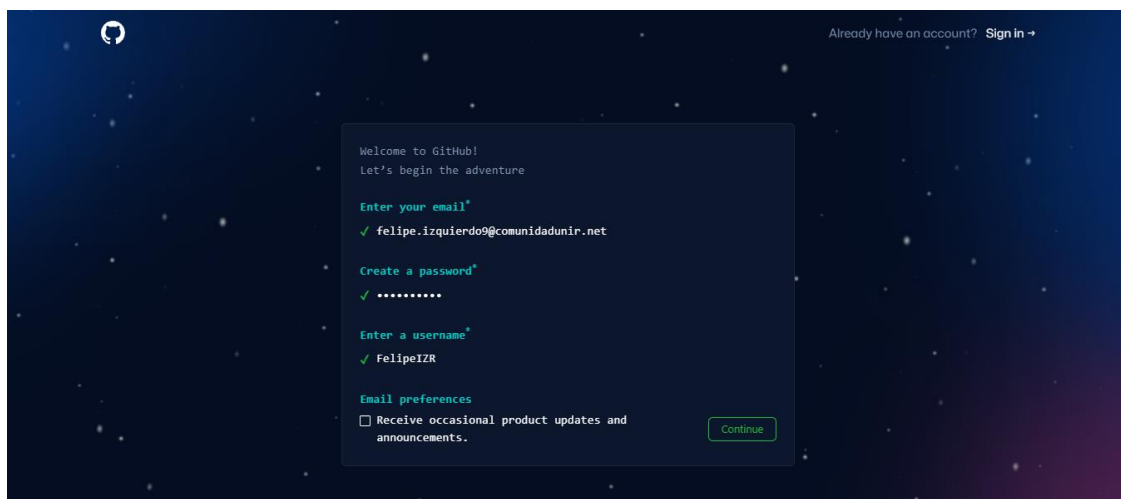 Already have an account? Sign in →
Welcome to GitHub!
Let's begin the adventure
Enter your email*
✓ felipe.izquierdo9@comunidadunir.net
Create a password*
✓ ••••••••••
Enter a username*
✓ FelipeIZR
Email preferences
Receive occasional product updates and
announcements.
Continue